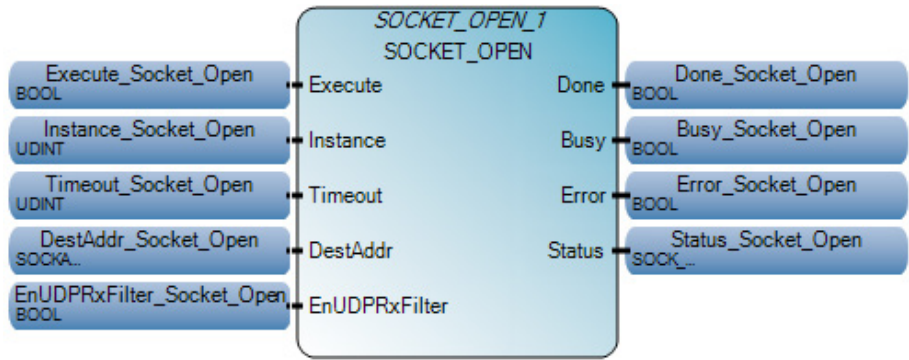 SOCKET_OPEN_1
SOCKET_OPEN
Execute_Socket_Open
BOOL
Execute
Done
Done_Socket_Open
BOOL
Instance_Socket_Open
UDINT
Instance
Busy
Busy_Socket_Open
BOOL
Timeout_Socket_Open
UDINT
Timeout
Error
Error_Socket_Open
BOOL
DestAddr_Socket_Open
SOCKA...
DestAddr
Status
Status_Socket_Open
SOCK_...
EnUDPRxFilter_Socket_Open
BOOL
EnUDPRxFilter